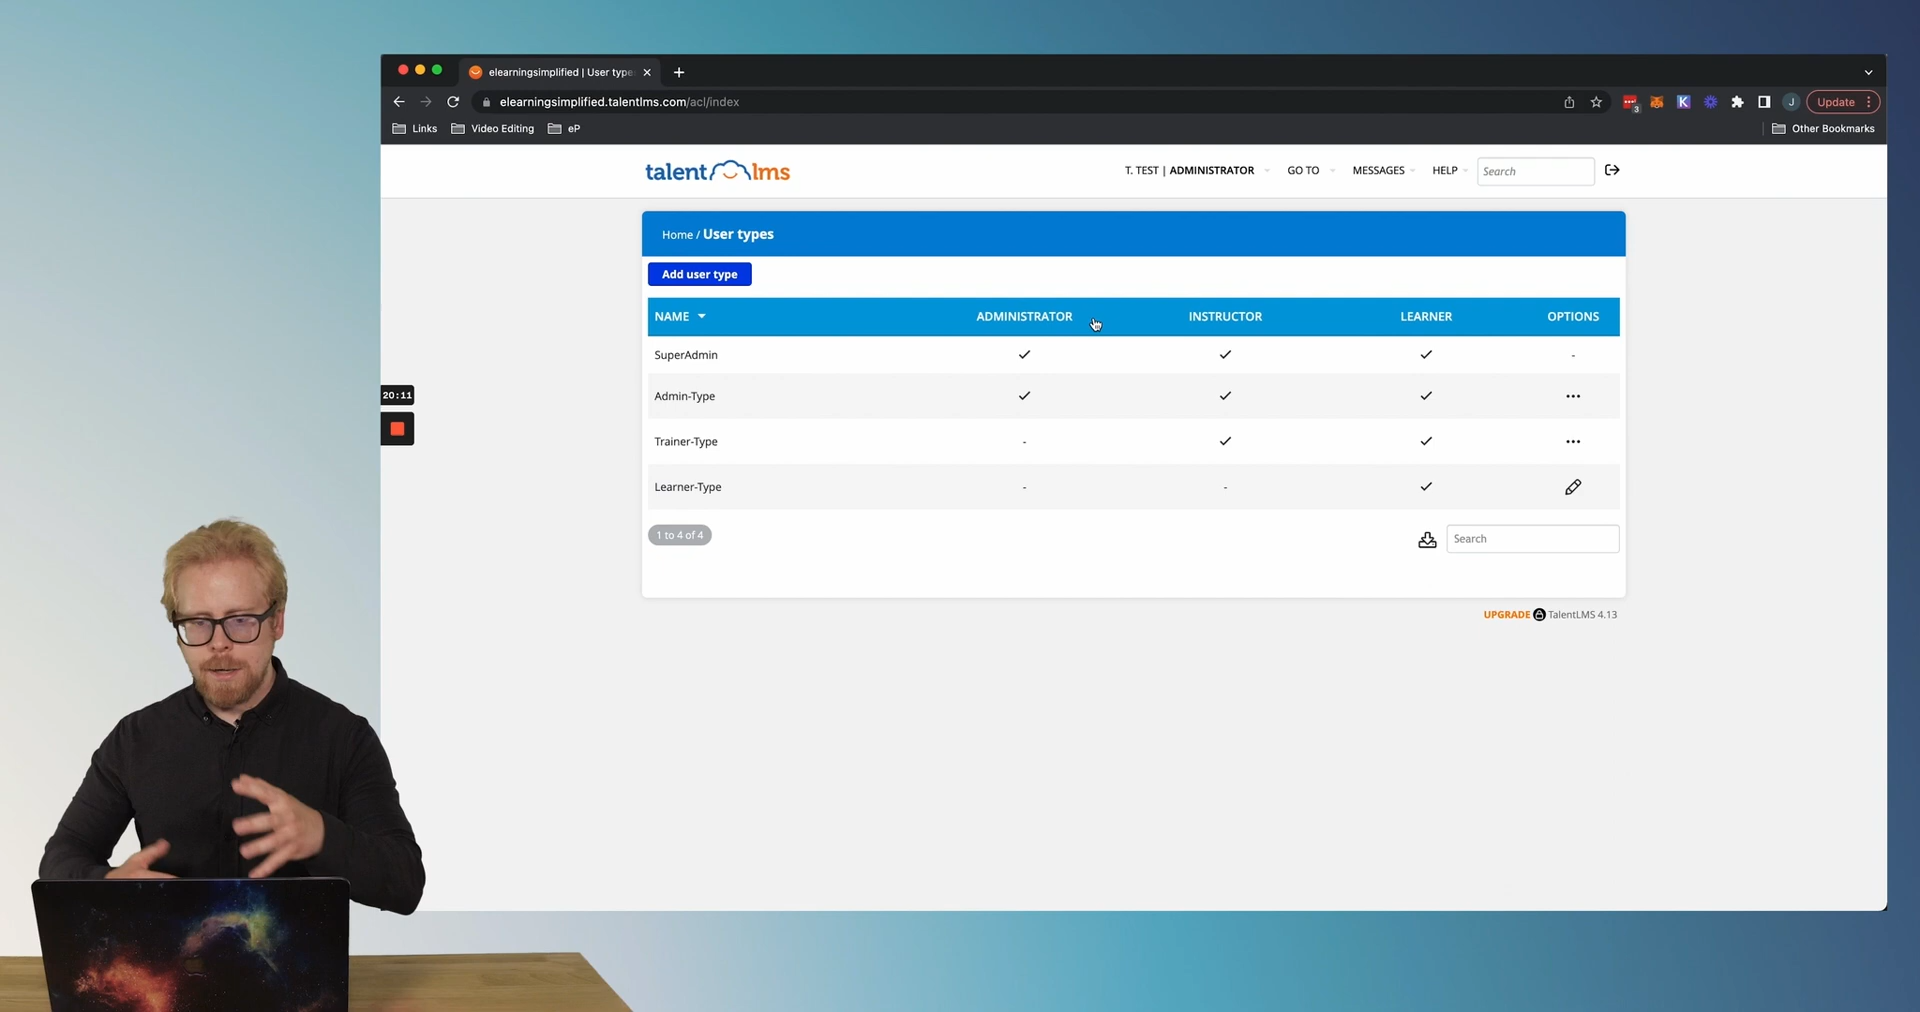 elearningsimplified | User type
elearningsimplified.talentlms.com/acl/index
3
K
J
Update
Links
Video Editing
eP
Other Bookmarks
talent lms
T. TEST | ADMINISTRATOR
GO TO
MESSAGES
HELP
Search
Home / User types
Add user type
NAME ADMINISTRATOR INSTRUCTOR LEARNER OPTIONS
SuperAdmin -
Admin-Type
20:11
Trainer-Type -
Learner-Type - -
1 to 4 of 4
Search
UPGRADE TalentLMS 4.13